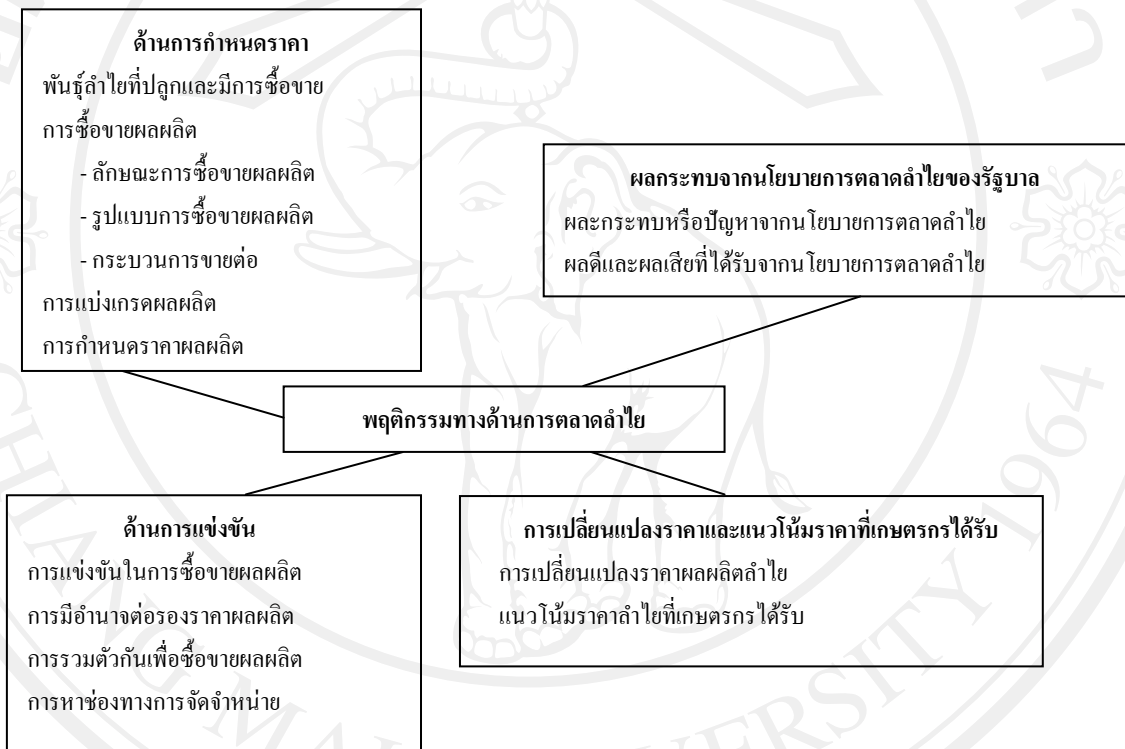 ด้านการกำหนดราคา
พันธุ์ลำไยที่ปลูกและมีการซื้อขาย
การซื้อขายผลผลิต
- ลักษณะการซื้อขายผลผลิต
- รูปแบบการซื้อขายผลผลิต
- กระบวนการขายต่อ
การแบ่งเกรดผลผลิต
การกำหนดราคาผลผลิต
ผลกระทบจากนโยบายการตลาดลำไยของรัฐบาล
ผละกระทบหรือปัญหาจากนโยบายการตลาดลำไย
ผลดีและผลเสียที่ได้รับจากนโยบายการตลาดลำไย
พฤติกรรมทางด้านการตลาดลำไย
ด้านการแข่งขัน
การแข่งขันในการซื้อขายผลผลิต
การมีอำนาจต่อรองราคาผลผลิต
การรวมตัวกันเพื่อซื้อขายผลผลิต
การหาช่องทางการจัดจำหน่าย
การเปลี่ยนแปลงราคาและแนวโน้มราคาที่เกษตรกรได้รับ
การเปลี่ยนแปลงราคาผลผลิตลำไย
แนวโน้มราคาลำไยที่เกษตรกรได้รับ
CHIANG MAI UNIVERSITY 1964